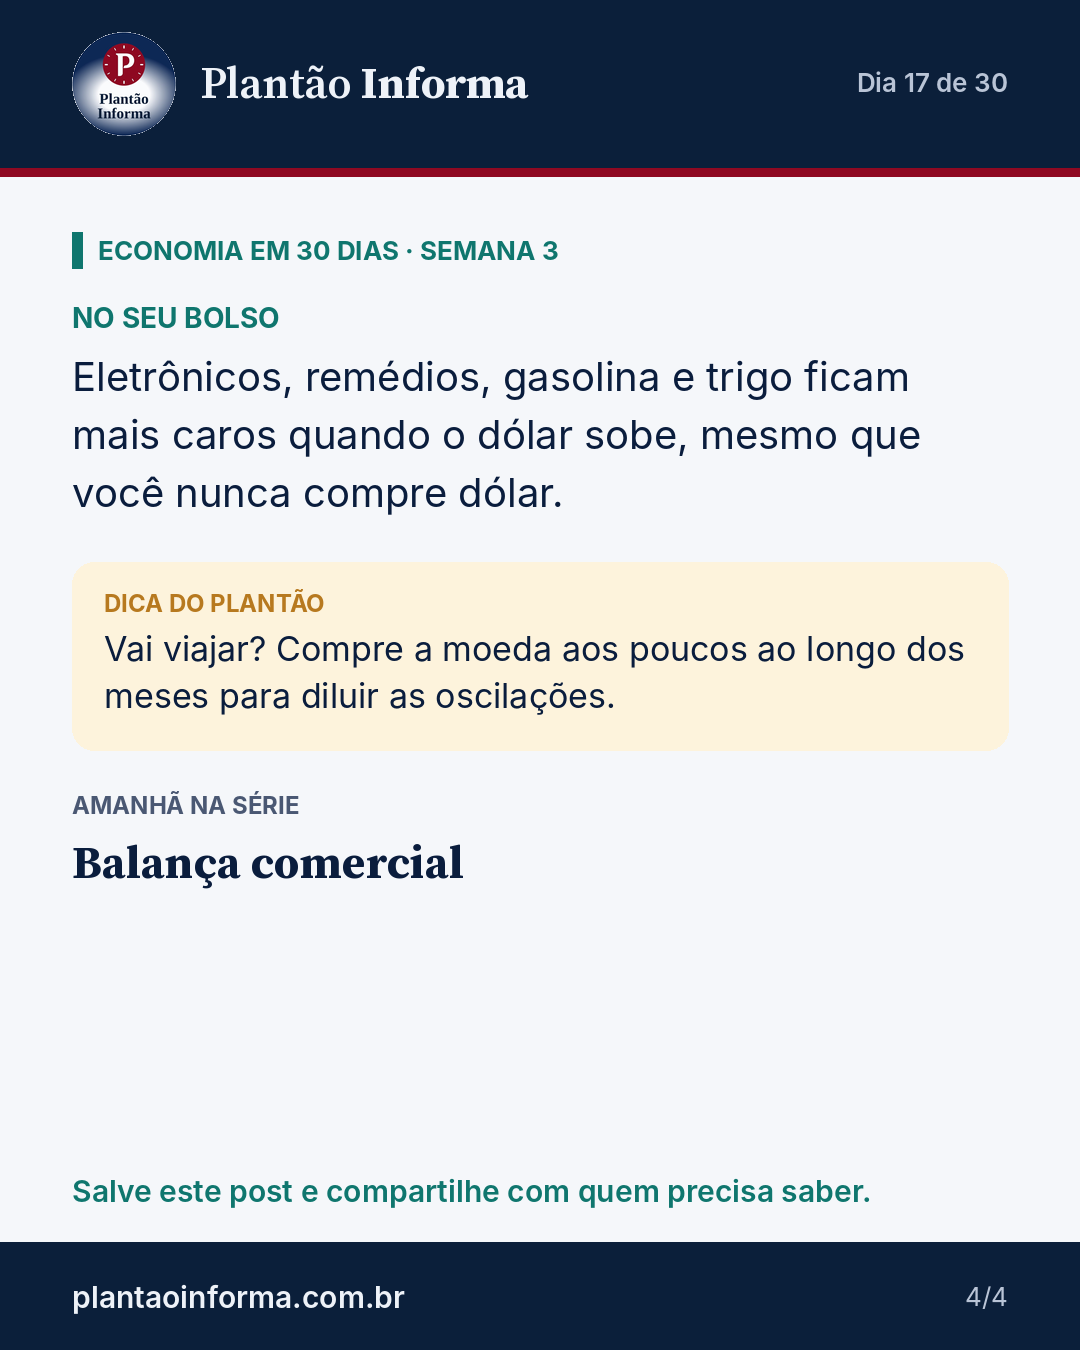 P
Plantão
Informa
Plantão Informa
Dia 17 de 30
ECONOMIA EM 30 DIAS · SEMANA 3
NO SEU BOLSO
Eletrônicos, remédios, gasolina e trigo ficam
mais caros quando o dólar sobe, mesmo que
você nunca compre dólar.
DICA DO PLANTÃO
Vai viajar? Compre a moeda aos poucos ao longo dos
meses para diluir as oscilações.
AMANHÃ NA SÉRIE
Balança comercial
Salve este post e compartilhe com quem precisa saber.
plantaoinforma.com.br
4/4